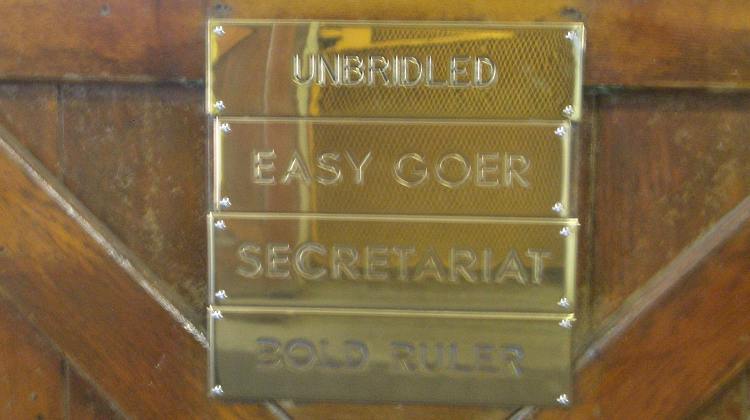 UNBRIDLED
EASY GOER
SECRETARIAT
BOLD RULER